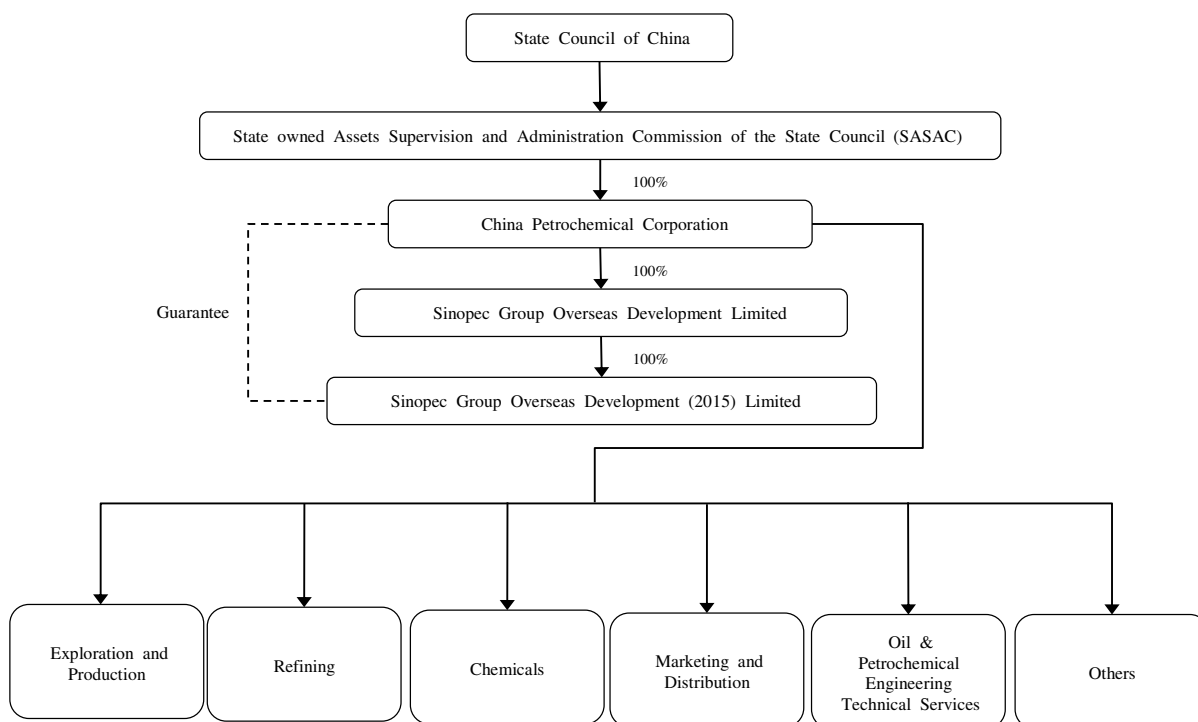 State Council of China
State owned Assets Supervision and Administration Commission of the State Council (SASAC)
100%
China Petrochemical Corporation
100%
Guarantee
Sinopec Group Overseas Development Limited
100%
Sinopec Group Overseas Development (2015) Limited
Exploration and
Production
Refining
Chemicals
Marketing and
Distribution
Oil &
Petrochemical
Engineering
Technical Services
Others